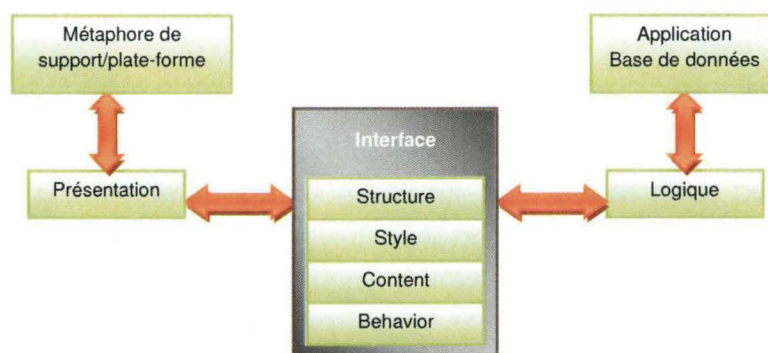 Métaphore de
support/plate-forme
Application
Base de données
Interface
Présentation
Structure
Logique
Style
Content
Behavior